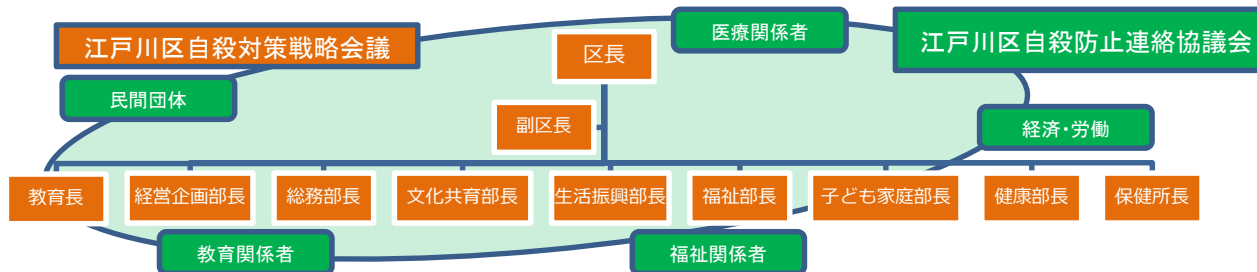 江戸川区自殺対策戦略会議
医療関係者
江戸川区自殺防止連絡協議会
区長
民間団体
副区長
経済・労働
教育長
経営企画部長
総務部長
文化共育部長
生活振興部長
福祉部長
子ども家庭部長
健康部長
保健所長
教育関係者
福祉関係者